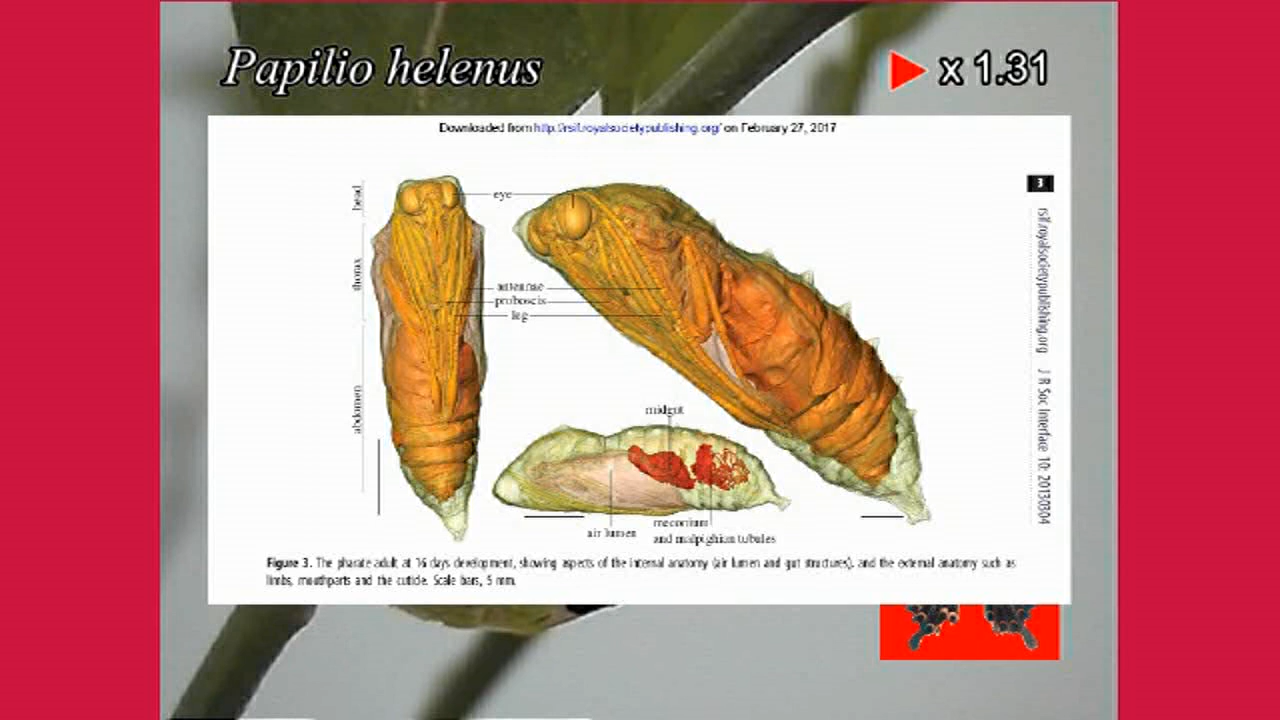 Papilio helenus
x 1.31
Downloaded from http://rsif.royalsocietypublishing.org/ on February 27, 2017
3
rsif.royalsocietypublishing.org J R Soc Interface 10: 20130304
head
thorax
abdomen
eye
antennae
proboscis
leg
midgut
air lumen
meconium
and malpighian tubules
Figure 3. The pharate adult at 16 days development, showing aspects of the internal anatomy (air lumen and gut structures). and the external anatomy such as
limbs, mouthparts and the cuticle. Scale bars, 5 mm.